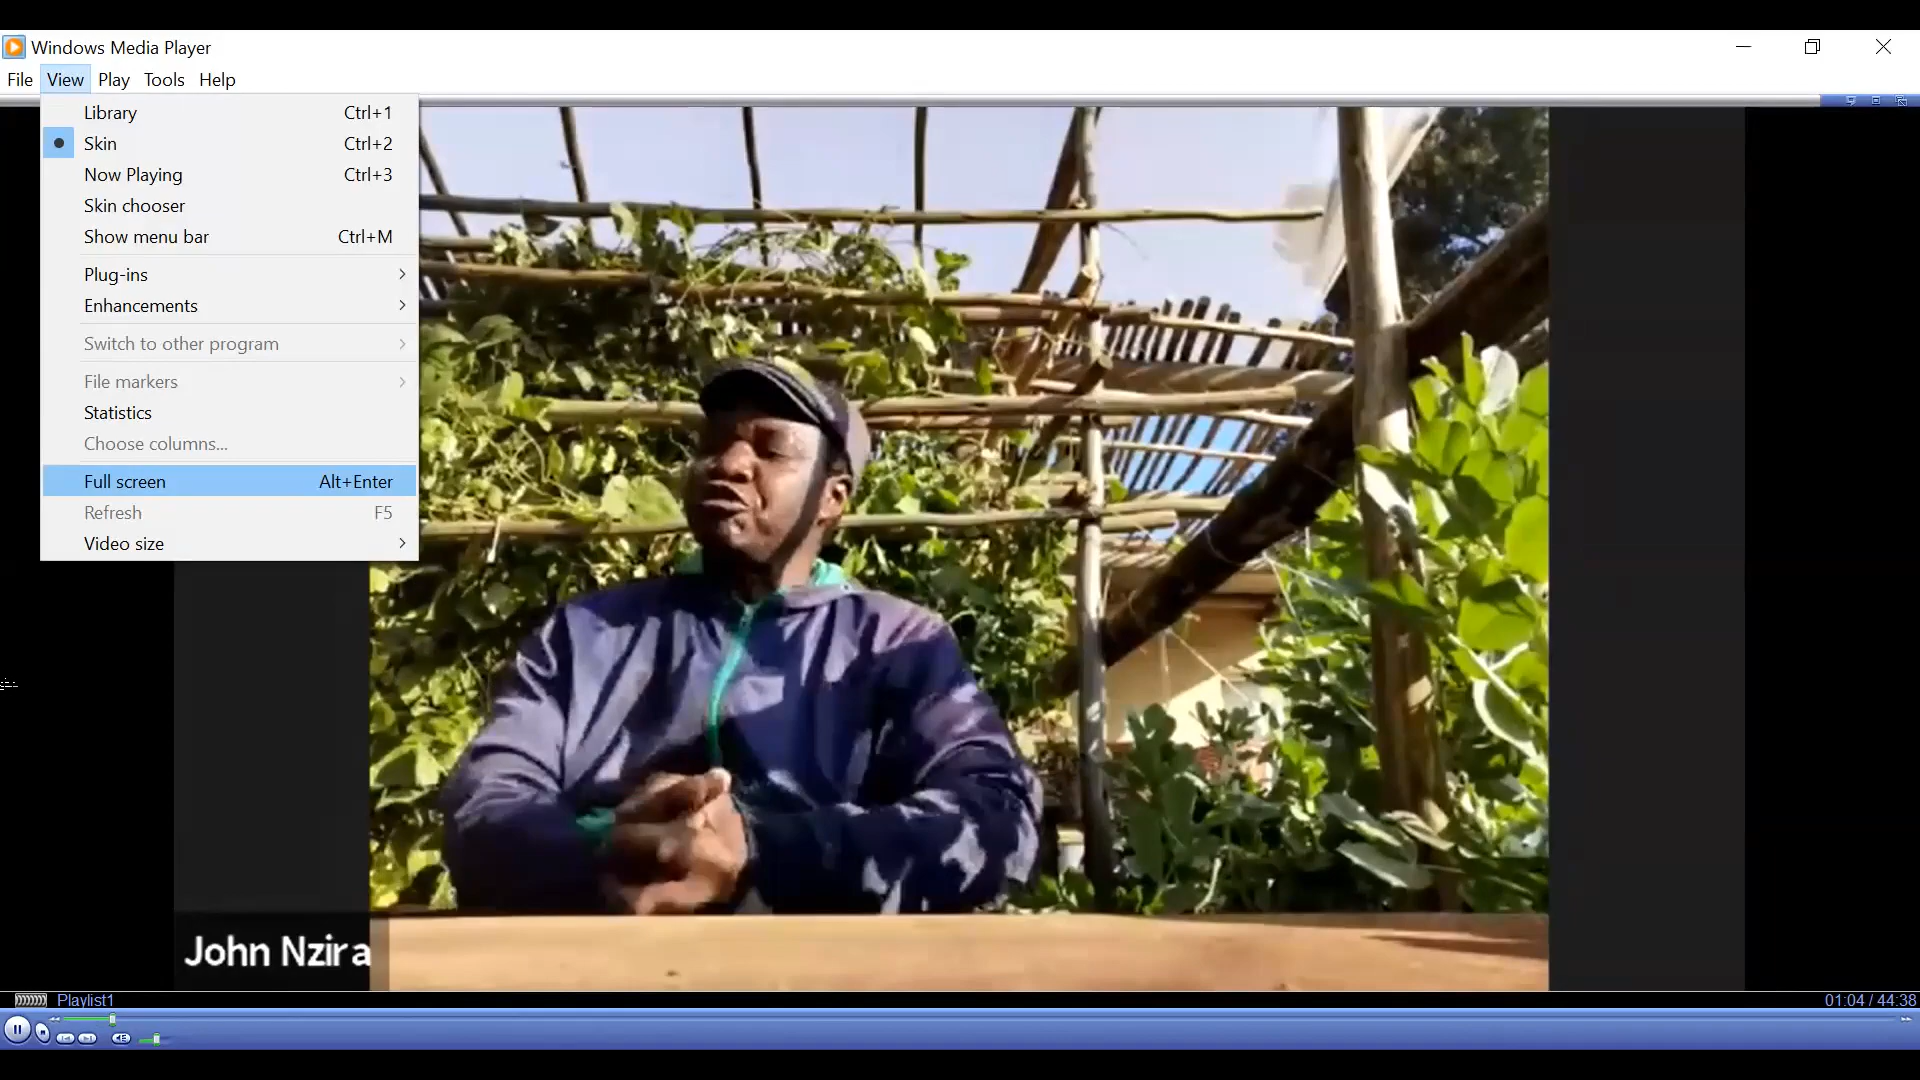 Windows Media Player
File View Play Tools Help
Library Ctrl+1
Skin Ctrl+2
Now Playing Ctrl+3
Skin chooser
Show menu bar Ctrl+M
Plug-ins
Enhancements
Switch to other program
File markers
Statistics
Choose columns...
Full screen Alt+Enter
Refresh F5
Video size
John Nzira
Playlist1
01:04 / 44:38